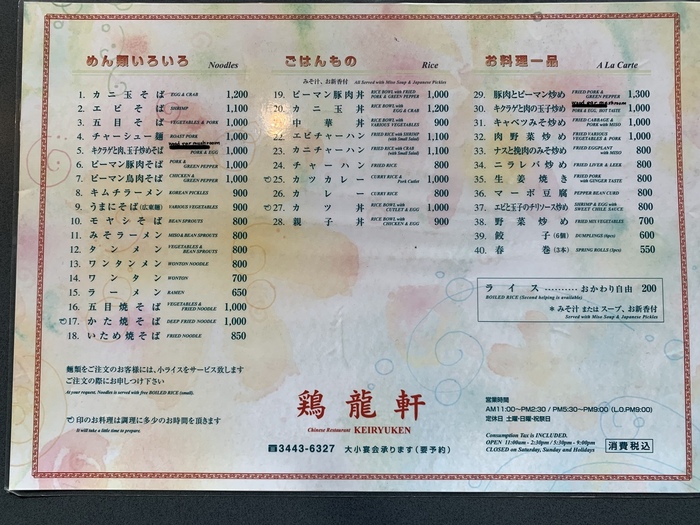 めん類いろいろ Noodles
1. カニ玉そば EGG & CRAB 1,200
2. エビそば SHRIMP 1,100
3. 五目そば VEGETABLES & PORK 1,000
4. チャーシュー麺 ROAST PORK 1,000
5. キクラゲと肉、玉子炒めそば wood ear mushroom PORK & EGG 1,000
6. ピーマン豚肉そば PORK & GREEN PEPPER 1,000
7. ピーマン鳥肉そば CHICKEN & GREEN PEPPER 1,000
8. キムチラーメン KOREAN PICKLES 900
9. うまにそば(広東麺) VARIOUS VEGETABLES 900
10. モヤシそば BEAN SPROUTS 800
11. みそラーメン MISO & BEAN SPROUTS 800
12. タンメン VEGETABLES & BEAN SPROUTS 800
13. ワンタンメン WONTON NOODLE 800
14. ワンタン WONTON 700
15. ラーメン RAMEN 650
16. 五目焼そば VEGETABLES & FRIED NOODLE 1,000
☜17. かた焼そば DEEP FRIED NOODLE 1,000
18. いため焼そば FRIED NOODLE 850
麺類をご注文のお客様には、小ライスをサービス致します
ご注文の際にお申しつけ下さい
At your request, Noodles is served with free BOILED RICE (small).
☜印のお料理は調理に多少のお時間を頂きます
It will take a little time to prepare.
ごはんもの Rice
みそ汁、お新香付 All Served with Miso Soup & Japanese Pickles
19. ピーマン豚肉丼 RICE BOWL with FRIED PORK & GREEN PEPPER 1,000
20. カニ玉丼 RICE BOWL with EGG & CRAB 1,200
21. 中華丼 RICE BOWL with VARIOUS VEGETABLES 900
22. エビチャーハン FRIED RICE with SHRIMP (with Small Salad) 1,100
23. カニチャーハン FRIED RICE with CRAB (with Small Salad) 1,100
24. チャーハン FRIED RICE 800
☜25. カツカレー CURRY RICE & Pork Cutlet 1,000
26. カレー CURRY RICE 800
☜27. カツ丼 RICE BOWL with CUTLET & EGG 1,000
28. 親子丼 RICE BOWL with CHICKEN & EGG 900
お料理一品 A La Carte
29. 豚肉とピーマン炒め FRIED PORK & GREEN PEPPER 1,300
30. キクラゲと肉の玉子炒め wood ear mushroom PORK & EGG, HOT TASTE 1,000
31. キャベツみそ炒め FRIED CABBAGE & PORK with MISO 1,000
32. 肉野菜炒め FRIED VARIOUS VEGETABLES & PORK 1,000
33. ナスと挽肉のみそ炒め FRIED EGGPLANT with MISO 800
34. ニラレバ炒め FRIED LIVER & LEEK 800
35. 生姜焼き FRIED PORK with GINGER TASTE 800
36. マーボ豆腐 PEPPER BEAN CURD 800
37. エビと玉子のチリソース炒め SHRIMP & EGG with SWEET CHILE SAUCE 800
38. 野菜炒め FRIED MIX VEGETABLES 700
39. 餃子(6個) DUMPLINGS (6pcs) 600
40. 春巻(3本) SPRING ROLLS (3pcs) 550
ライス ………… おかわり自由 200
BOILED RICE (Second helping is available)
＊みそ汁 または スープ、お新香付
Served with Miso Soup & Japanese Pickles
鶏龍軒
Chinese Restaurant KEIRYUKEN
☎3443-6327 大小宴会承ります(要予約)
営業時間
AM11:00〜PM2:30 / PM5:30〜PM9:00 (L.O.PM9:00)
定休日 土曜・日曜・祝祭日
Consumption Tax is INCLUDED.
OPEN 11:00am - 2:30pm / 5:30pm - 9:00pm
CLOSED on Saturday, Sunday and Holidays
消費税込